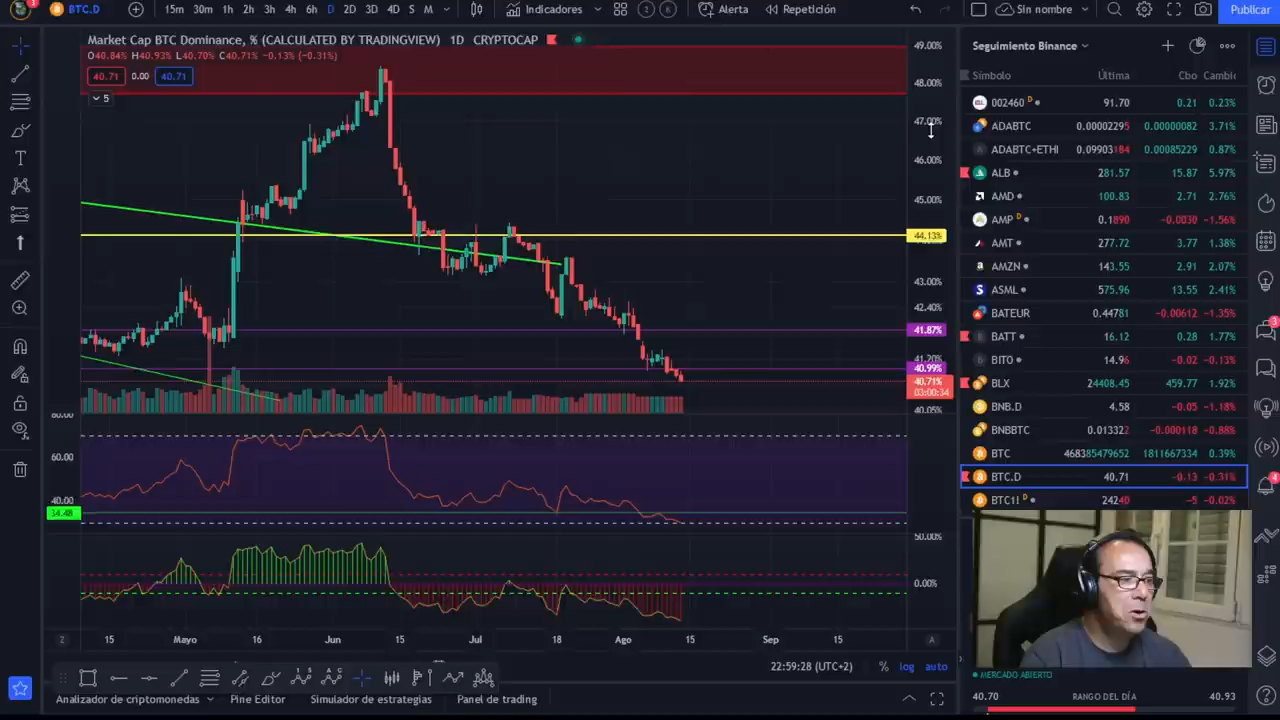 BTC.D 15m 30m 1h 2h 3h 4h 6h D 2D 3D 4D S M Indicadores Alerta Repetición Sin nombre Publicar
Market Cap BTC Dominance, % (CALCULATED BY TRADINGVIEW) 1D CRYPTOCAP
O40.84% H40.93% L40.70% C40.71% −0.13 (−0.31%)
40.71 0.00 40.71
5
49.00%
48.00%
47.00%
46.00%
45.00%
44.13%
43.00%
42.40%
41.87%
40.99%
40.71%
03:00:34
40.05%
60.00
40.00
34.48
50.00%
0.00%
15 Mayo 16 Jun 15 Jul 18 Ago 15 Sep 15
22:59:28 (UTC+2) % log auto
Analizador de criptomonedas Pine Editor Simulador de estrategias Panel de trading
Seguimiento Binance
Símbolo Última Cbo Cambio
002460 D 91.70 0.21 0.23%
ADABTC 0.00002295 0.00000082 3.71%
ADABTC+ETHI 0.09903184 0.00085229 0.87%
ALB 281.57 15.87 5.97%
AMD 100.83 2.71 2.76%
AMP D 0.1890 −0.0030 −1.56%
AMT 277.72 3.77 1.38%
AMZN 143.55 2.91 2.07%
ASML 575.96 13.55 2.41%
BATEUR 0.44781 −0.00612 −1.35%
BATT 16.12 0.28 1.77%
BITO 14.96 −0.02 −0.13%
BLX 24408.45 459.77 1.92%
BNB.D 4.58 −0.05 −1.18%
BNBBTC 0.013322 −0.000118 −0.88%
BTC 468385479652 1811667334 0.39%
BTC.D 40.71 −0.13 −0.31%
BTC1! D 24240 −5 −0.02%
MERCADO ABIERTO
40.70 RANGO DEL DÍA 40.93